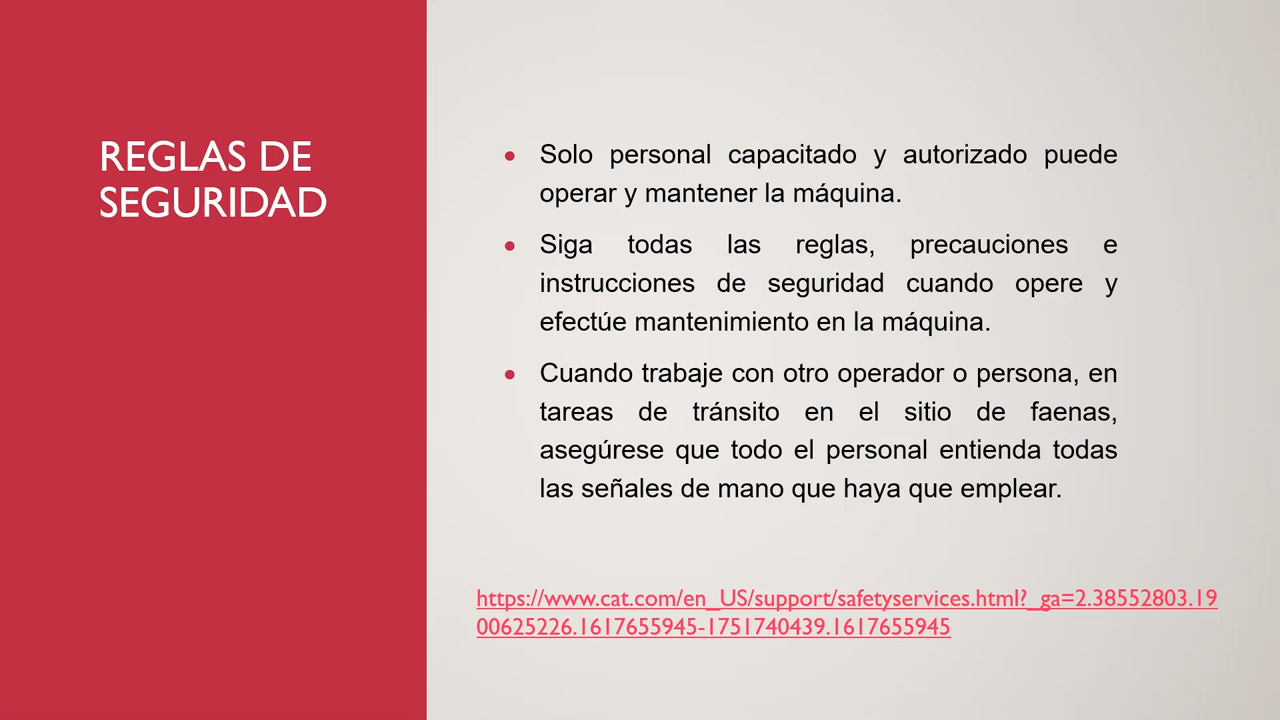 REGLAS DE
SEGURIDAD
Solo personal capacitado y autorizado puede
operar y mantener la máquina.
Siga todas las reglas, precauciones e
instrucciones de seguridad cuando opere y
efectúe mantenimiento en la máquina.
Cuando trabaje con otro operador o persona, en
tareas de tránsito en el sitio de faenas,
asegúrese que todo el personal entienda todas
las señales de mano que haya que emplear.
https://www.cat.com/en_US/support/safetyservices.html?_ga=2.38552803.19
00625226.1617655945-1751740439.1617655945